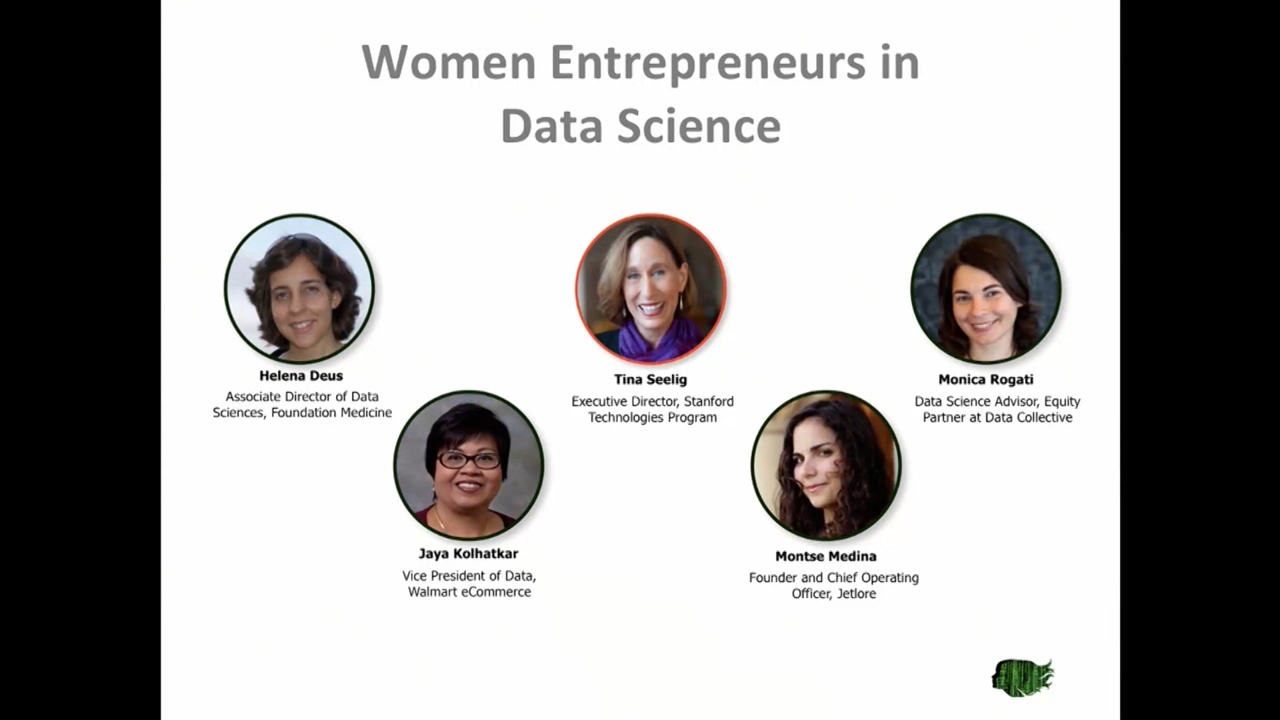 Women Entrepreneurs in
Data Science
Helena Deus
Associate Director of Data
Sciences, Foundation Medicine
Tina Seelig
Executive Director, Stanford
Technologies Program
Monica Rogati
Data Science Advisor, Equity
Partner at Data Collective
Jaya Kolhatkar
Vice President of Data,
Walmart eCommerce
Montse Medina
Founder and Chief Operating
Officer, Jetlore